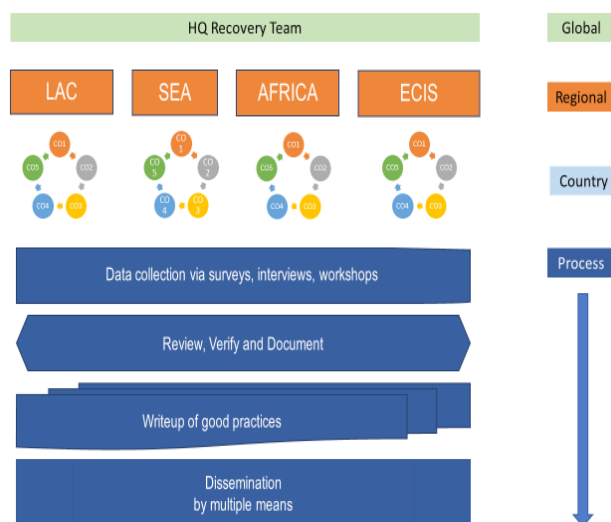 HQ Recovery Team
Global
LAC
SEA
AFRICA
ECIS
Regional
CO1
CO2
CO3
CO4
CO5
CO
1
CO
2
CO
3
CO
4
CO
5
CO1
CO2
CO3
CO4
CO5
CO1
CO2
CO3
CO4
CO5
Country
Data collection via surveys, interviews, workshops
Process
Review, Verify and Document
Writeup of good practices
Dissemination
by multiple means